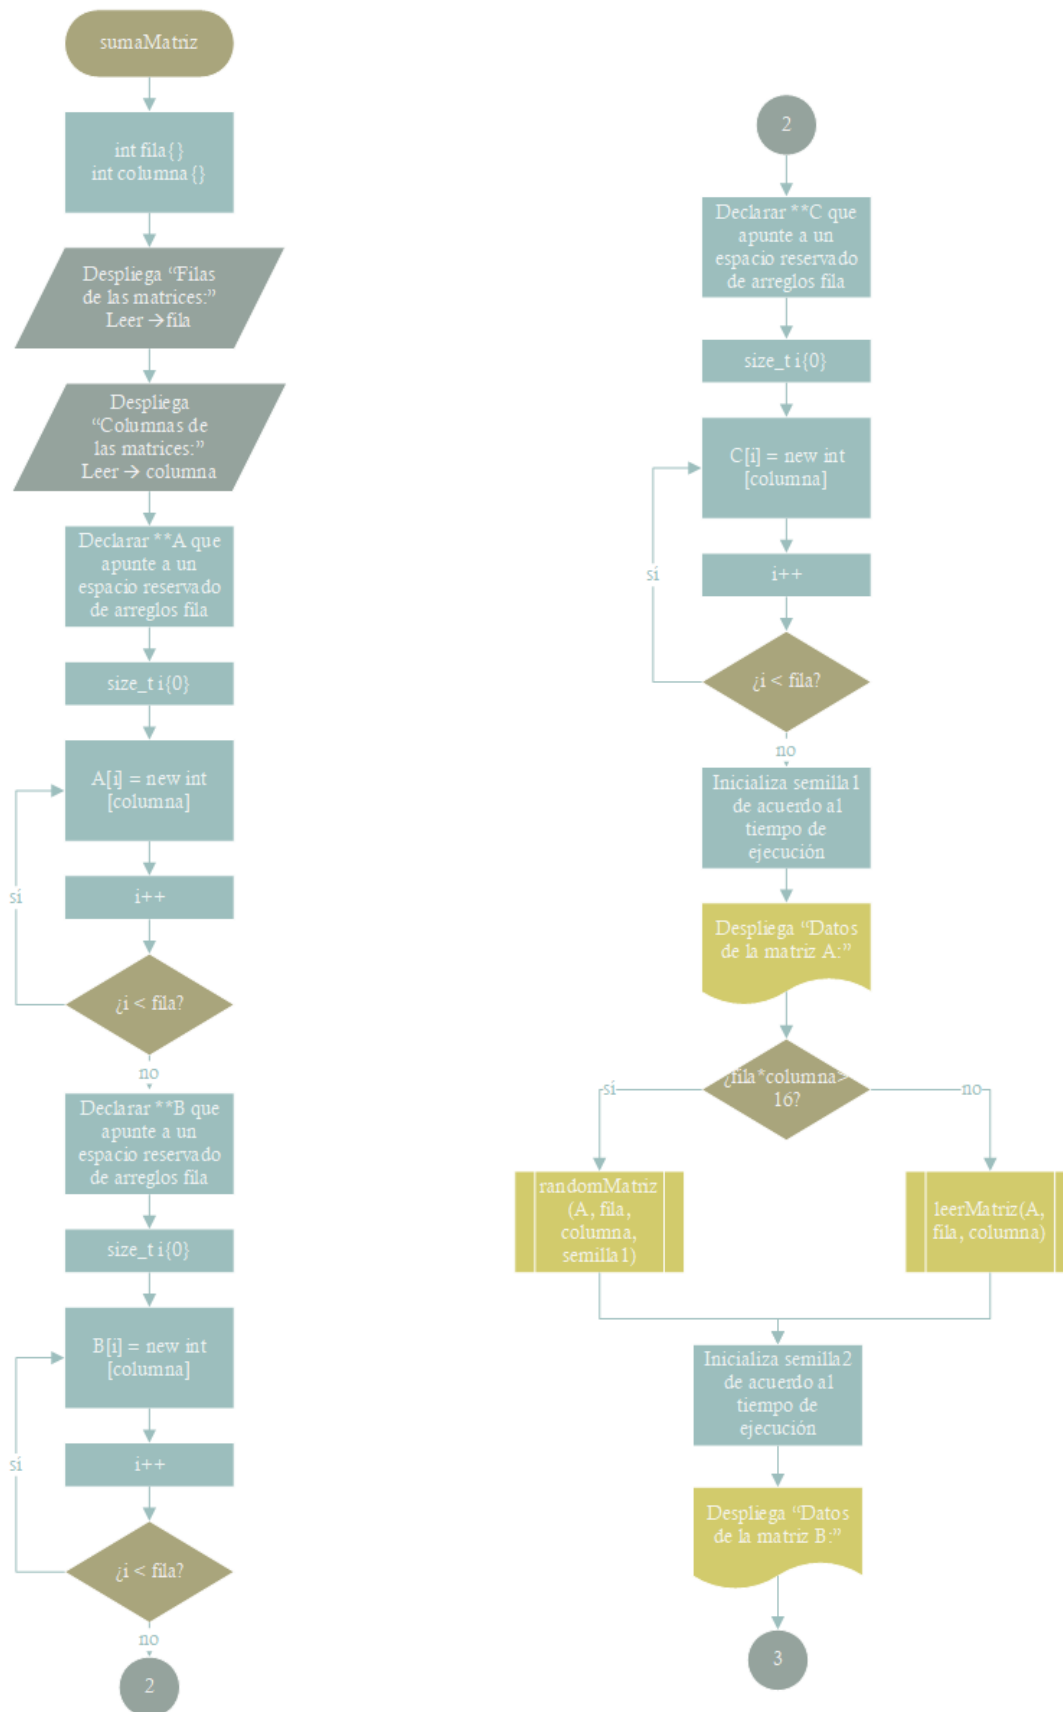 sumaMatriz
int fila{}
int columna{}
Despliega “Filas
de las matrices:”
Leer →fila
Despliega
“Columnas de
las matrices:”
Leer → columna
Declarar **A que
apunte a un
espacio reservado
de arreglos fila
size_t i{0}
A[i] = new int
[columna]
i++
sí
¿i < fila?
no
Declarar **B que
apunte a un
espacio reservado
de arreglos fila
size_t i{0}
B[i] = new int
[columna]
i++
sí
¿i < fila?
no
2
2
Declarar **C que
apunte a un
espacio reservado
de arreglos fila
size_t i{0}
C[i] = new int
[columna]
i++
sí
¿i < fila?
no
Inicializa semilla1
de acuerdo al
tiempo de
ejecución
Despliega “Datos
de la matriz A:”
¿fila*columna>
16?
sí
no
randomMatriz
(A, fila,
columna,
semilla1)
leerMatriz(A,
fila, columna)
Inicializa semilla2
de acuerdo al
tiempo de
ejecución
Despliega “Datos
de la matriz B:”
3